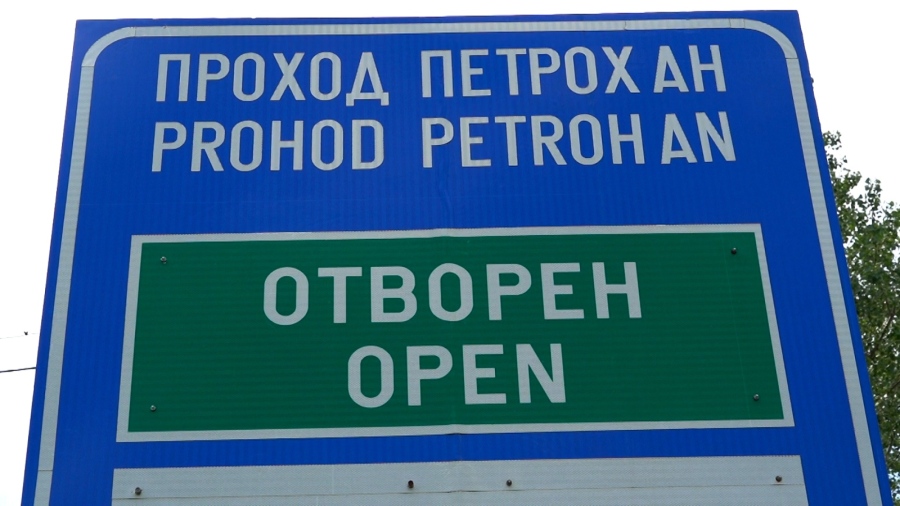 ПРОХОД ПЕТРОХАН
PROHOD PETROHAN
ОТВОРЕН
OPEN